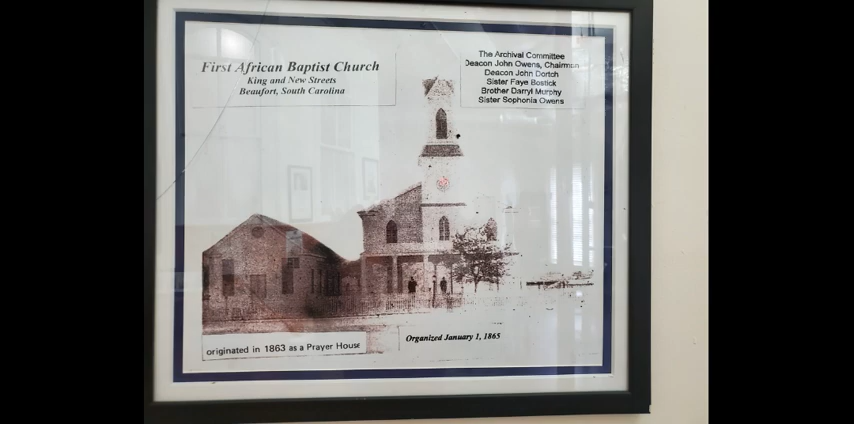 First African Baptist Church
King and New Streets
Beaufort, South Carolina
The Archival Committee
Deacon John Owens, Chairman
Deacon John Dortch
Sister Faye Bostick
Brother Darryl Murphy
Sister Sophonia Owens
originated in 1863 as a Prayer House
Organized January 1, 1865